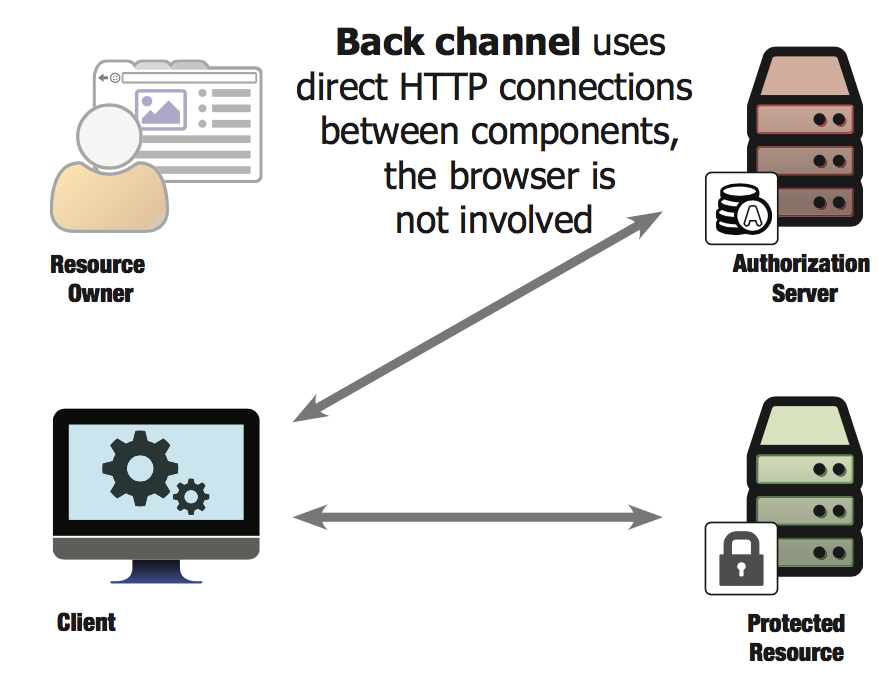 Back channel uses
direct HTTP connections
between components,
the browser is
not involved
Resource
Owner
A
Authorization
Server
Client
Protected
Resource